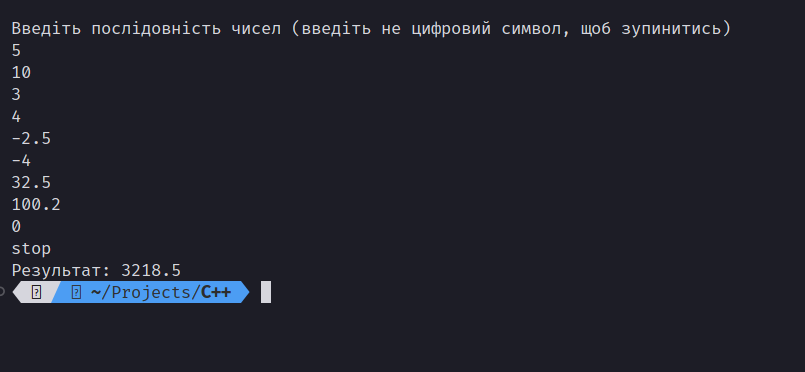 Введіть послідовність чисел (введіть не цифровий символ, щоб зупинитись)
5
10
3
4
-2.5
-4
32.5
100.2
0
stop
Результат: 3218.5
~/Projects/C++